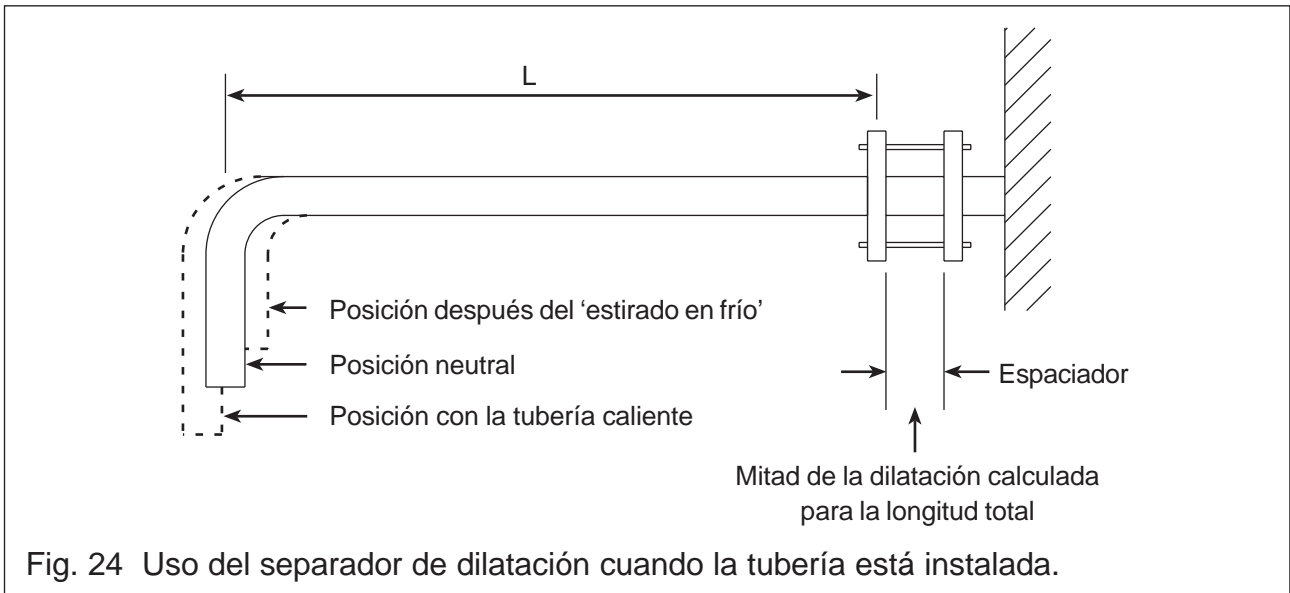 L
Posición después del ‘estirado en frío’
Posición neutral
Espaciador
Posición con la tubería caliente
Mitad de la dilatación calculada
para la longitud total
Fig. 24 Uso del separador de dilatación cuando la tubería está instalada.